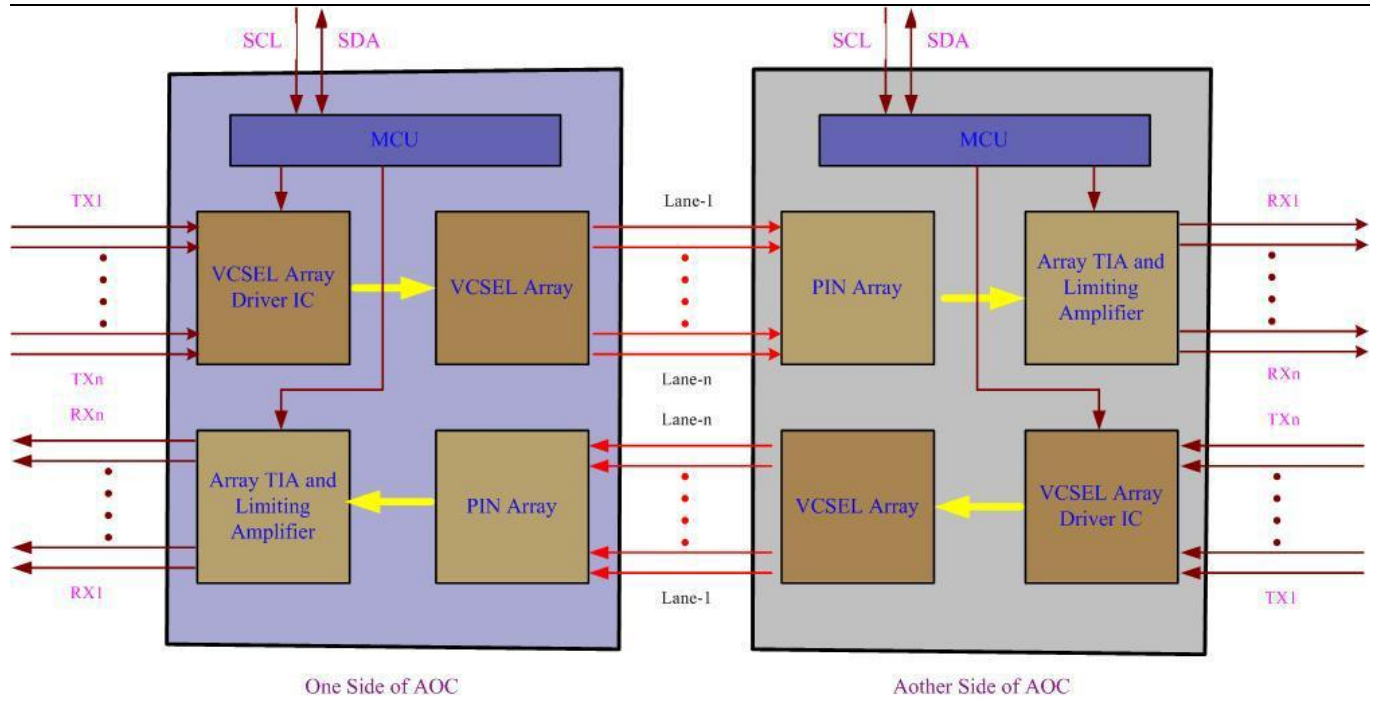 SCL
SDA
SCL
SDA
MCU
MCU
TX1
Lane-1
RX1
VCSEL Array
Driver IC
VCSEL Array
PIN Array
Array TIA and
Limiting
Amplifier
TXn
Lane-n
RXn
RXn
Lane-n
TXn
Array TIA and
Limiting
Amplifier
PIN Array
VCSEL Array
VCSEL Array
Driver IC
RX1
Lane-1
TX1
One Side of AOC
Aother Side of AOC